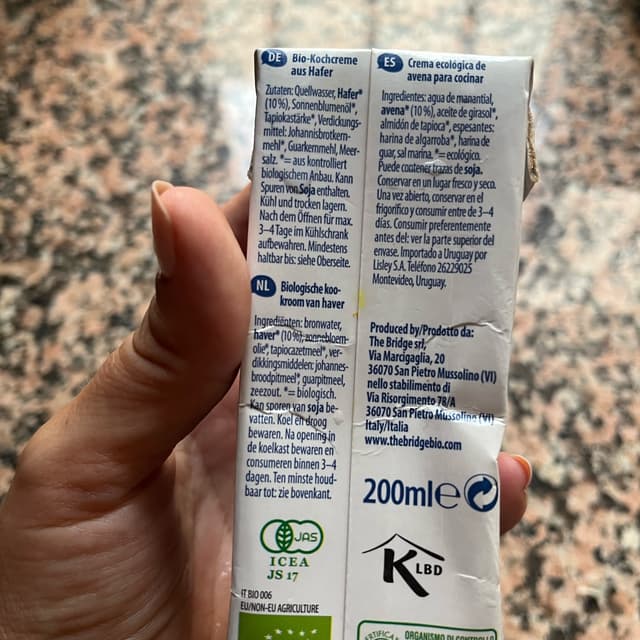 DE Bio-Kochcreme
aus Hafer
Zutaten: Quellwasser, Hafer*
(10%), Sonnenblumenöl*,
Tapiokastärke*, Verdickungs-
mittel: Johannisbrotkern-
mehl*, Guarkernmehl, Meer-
salz. *= aus kontrolliert
biologischem Anbau. Kann
Spuren von Soja enthalten.
Kühl und trocken lagern.
Nach dem Öffnen für max.
3–4 Tage im Kühlschrank
aufbewahren. Mindestens
haltbar bis: siehe Oberseite.
NL Biologische koo-
kroom van haver
Ingrediënten: bronwater,
haver* (10%), zonnebloem-
olie*, tapiocazetmeel*, ver-
dikkingsmiddelen: johannes-
broodpitmeel*, guarpitmeel,
zeezout. *= biologisch.
Kan sporen van soja be-
vatten. Koel en droog
bewaren. Na opening in
de koelkast bewaren en
consumeren binnen 3–4
dagen. Ten minste houd-
baar tot: zie bovenkant.
JAS
ICEA
JS 17
IT BIO 006
EU/NON-EU AGRICULTURE
ES Crema ecológica de
avena para cocinar
Ingredientes: agua de manantial,
avena* (10%), aceite de girasol*,
almidón de tapioca*, espesantes:
harina de algarroba*, harina de
guar, sal marina. *= ecológico.
Puede contener trazas de soja.
Conservar en un lugar fresco y seco.
Una vez abierto, conservar en el
frigorífico y consumir entre de 3–4
días. Consumir preferentemente
antes del: ver la parte superior del
envase. Importado a Uruguay por
Lisley S.A. Teléfono 26229025
Montevideo, Uruguay.
Produced by/Prodotto da:
The Bridge srl,
Via Marcigaglia, 20
36070 San Pietro Mussolino (VI)
nello stabilimento di
Via Risorgimento 78/A
36070 San Pietro Mussolino (VI)
Italy/Italia
www.thebridgebio.com
200ml e
K LBD
ORGANISMO DI CONTROLLO